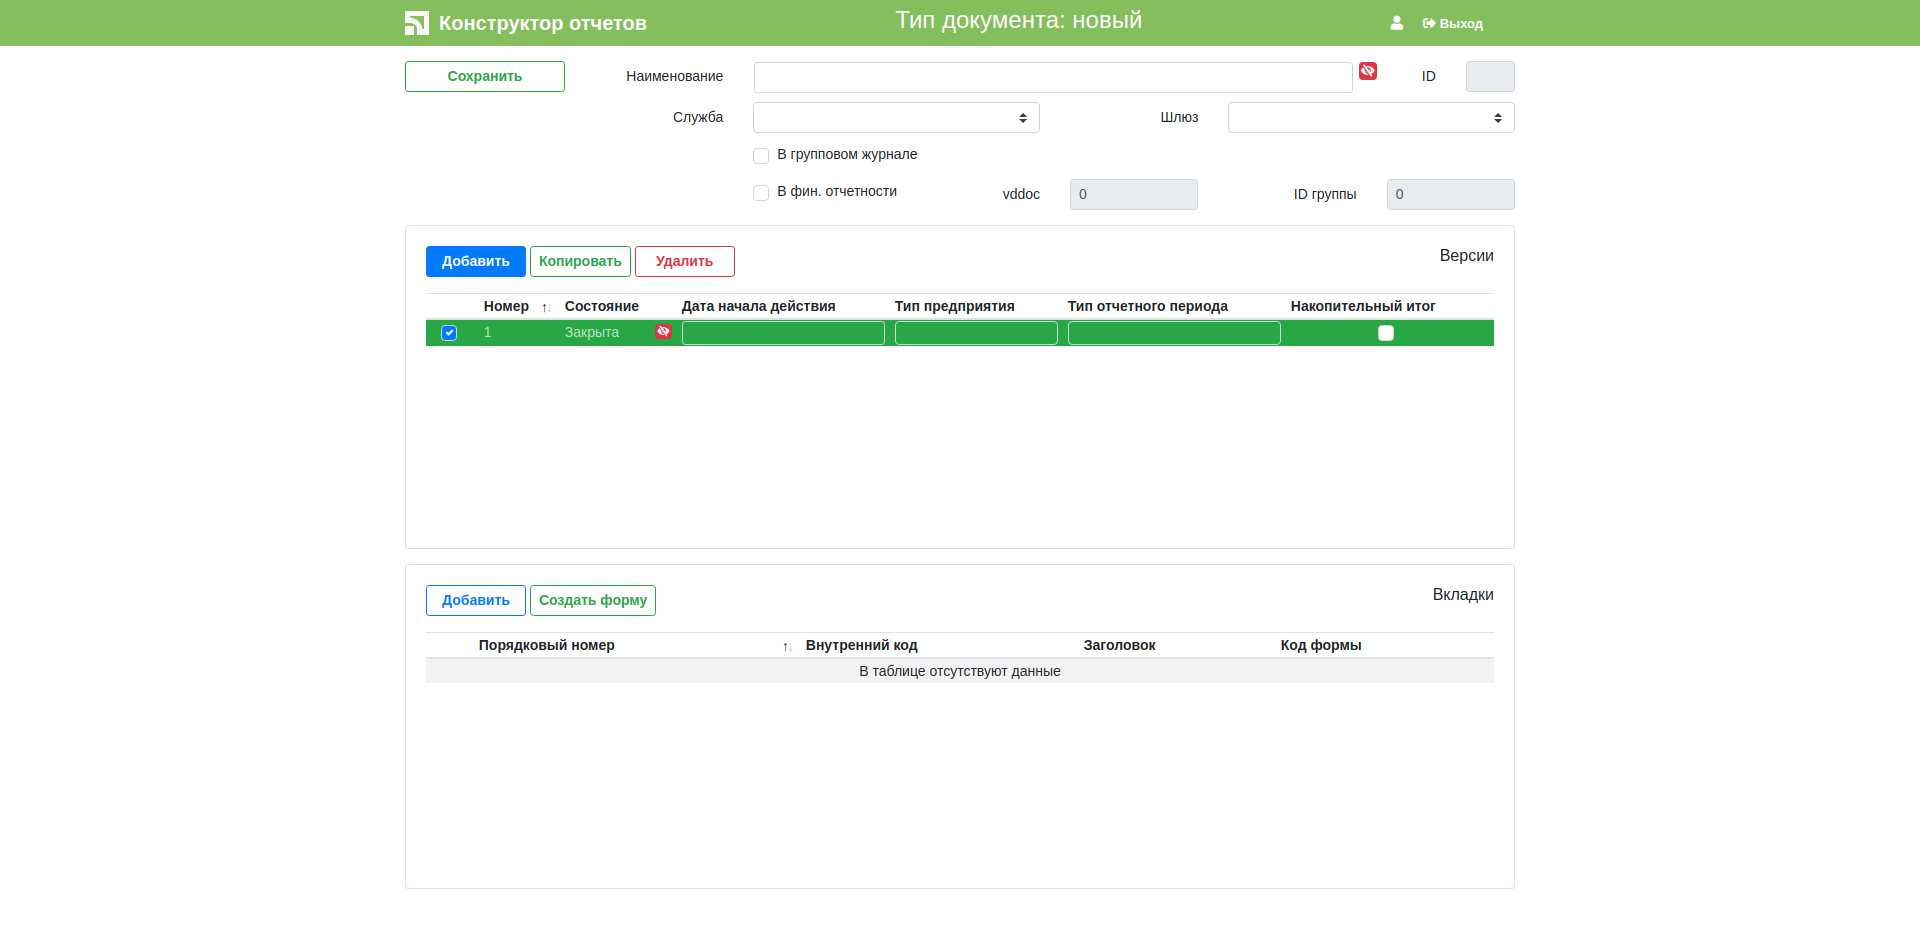 Конструктор отчетов Тип документа: новый Выход
Сохранить Наименование ID
Служба Шлюз
В групповом журнале
В фин. отчетности vddoc 0 ID группы 0
Добавить Копировать Удалить Версии
Номер ↑↓ Состояние Дата начала действия Тип предприятия Тип отчетного периода Накопительный итог
1 Закрыта
Добавить Создать форму Вкладки
Порядковый номер ↑↓ Внутренний код Заголовок Код формы
В таблице отсутствуют данные